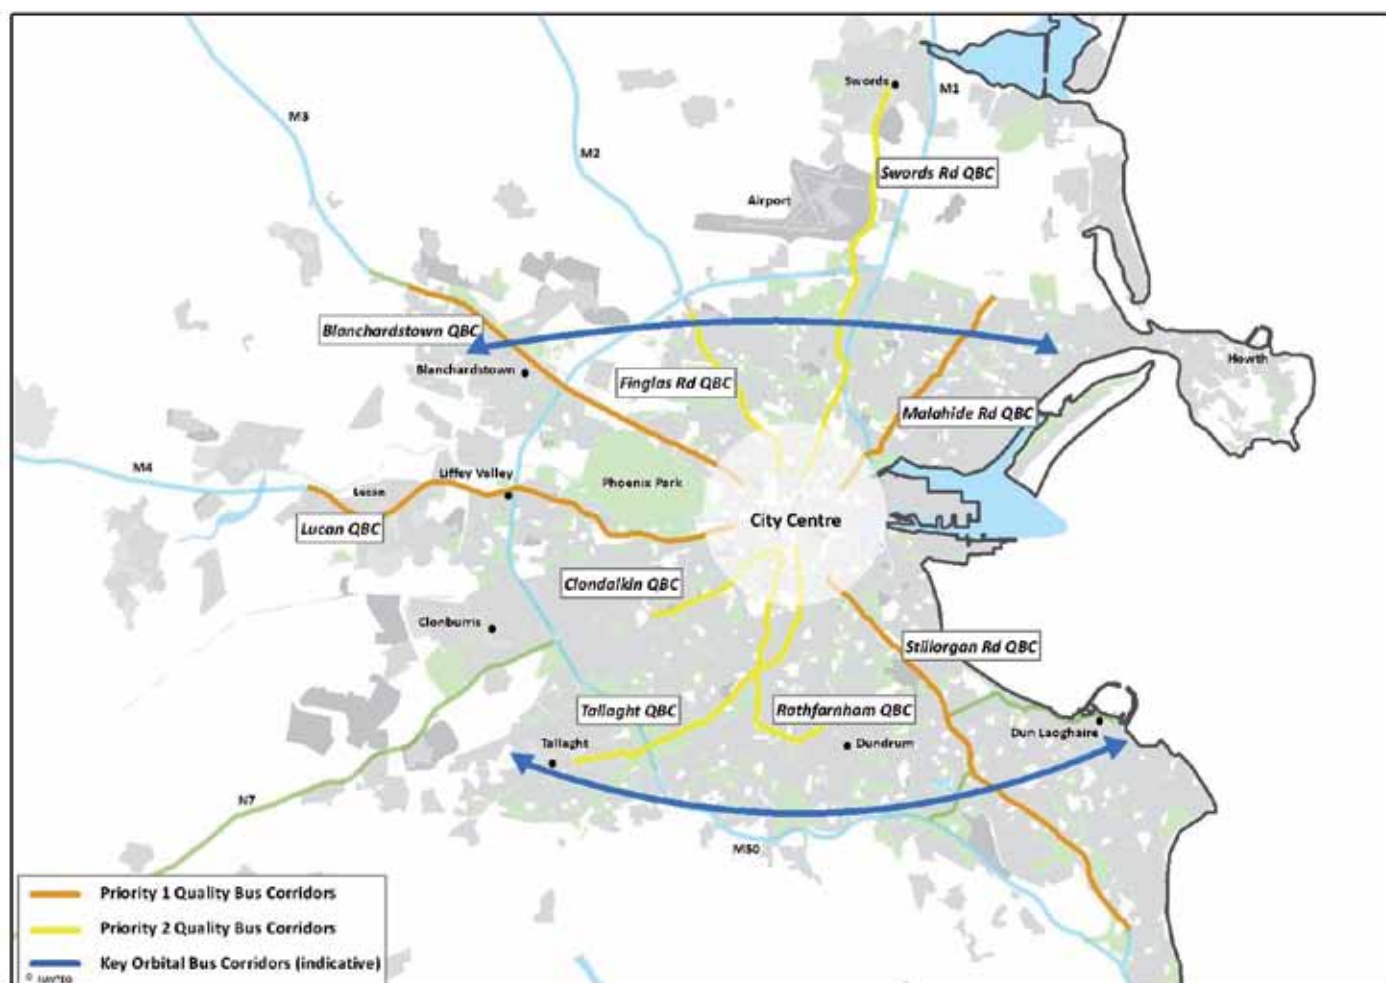 Swords
M1
M3
M2
Swords Rd QBC
Airport
Blanchardstown QBC
Howth
Blanchardstown
Finglas Rd QBC
Malahide Rd QBC
M4
Liffey Valley
Phoenix Park
Lucan
City Centre
Lucan QBC
Clondalkin QBC
Clonburris
Stillorgan Rd QBC
Tallaght QBC
Rathfarnham QBC
Dun Laoghaire
Tallaght
Dundrum
N7
M50
Priority 1 Quality Bus Corridors
Priority 2 Quality Bus Corridors
Key Orbital Bus Corridors (indicative)
© NAVTEQ